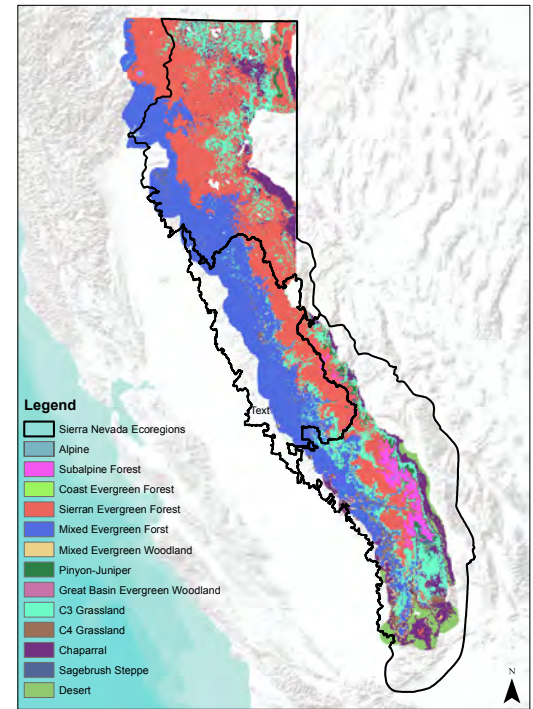 Text
Legend
Sierra Nevada Ecoregions
Alpine
Subalpine Forest
Coast Evergreen Forest
Sierran Evergreen Forest
Mixed Evergreen Forst
Mixed Evergreen Woodland
Pinyon-Juniper
Great Basin Evergreen Woodland
C3 Grassland
C4 Grassland
Chaparral
Sagebrush Steppe
Desert
N